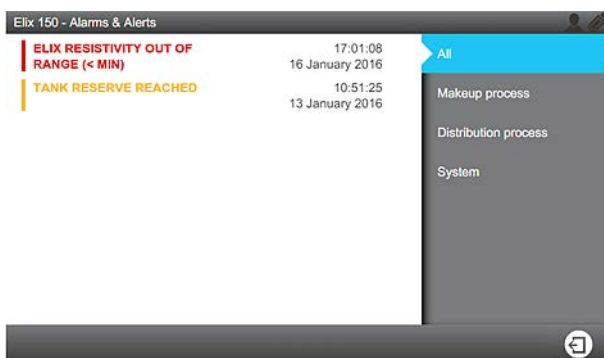 Elix 150 - Alarms & Alerts
ELIX RESISTIVITY OUT OF
RANGE (< MIN)
17:01:08
16 January 2016
TANK RESERVE REACHED
10:51:25
13 January 2016
All
Makeup process
Distribution process
System